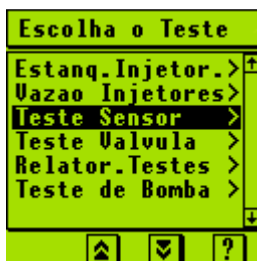 Escolha o Teste
Estanq.Injetor.>
Vazao Injetores>
Teste Sensor >
Teste Valvula >
Relator.Testes >
Teste de Bomba >
?